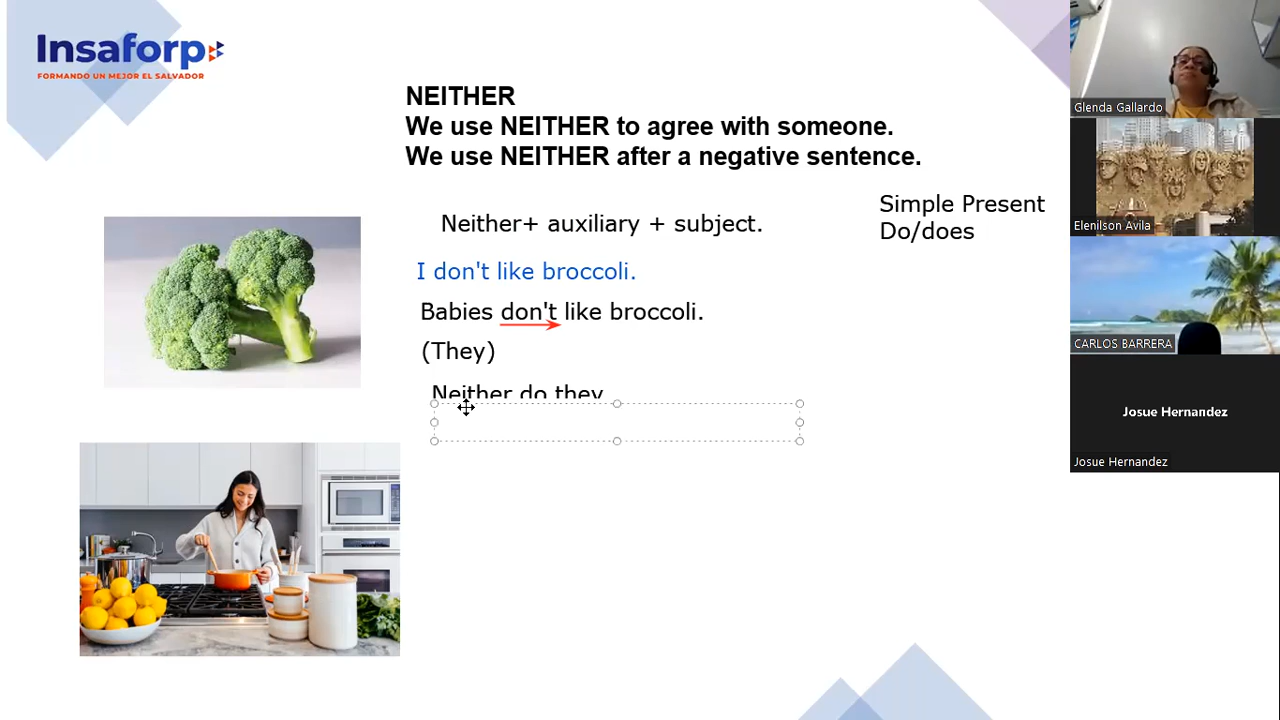 Insaforp
FORMANDO UN MEJOR EL SALVADOR
NEITHER
We use NEITHER to agree with someone.
We use NEITHER after a negative sentence.
Neither+ auxiliary + subject.
Simple Present
Do/does
I don't like broccoli.
Babies don't like broccoli.
(They)
Neither do they
Glenda Gallardo
Elenilson Avila
CARLOS BARRERA
Josue Hernandez
Josue Hernandez